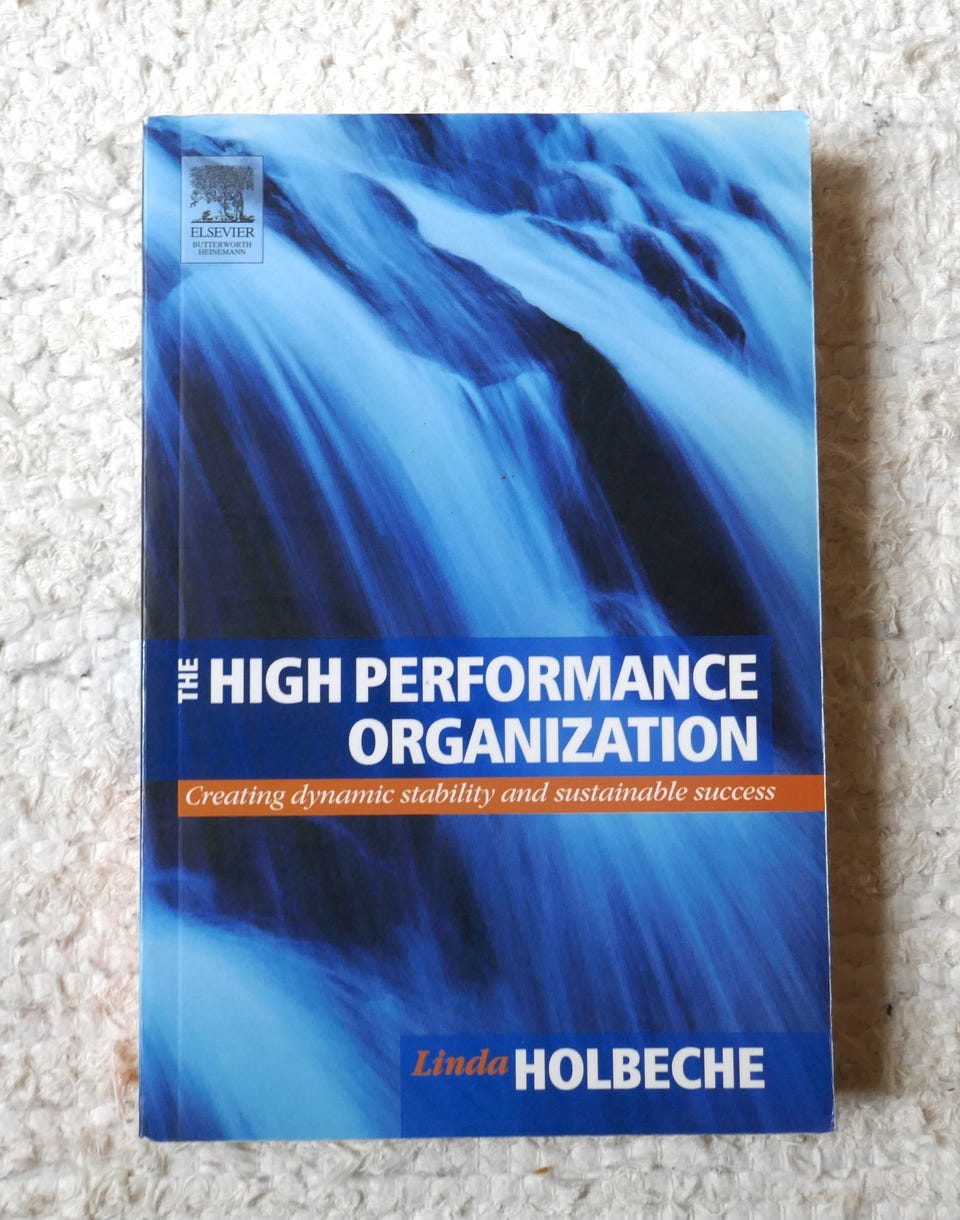 ELSEVIER
BUTTERWORTH
HEINEMANN
THE HIGH PERFORMANCE
ORGANIZATION
Creating dynamic stability and sustainable success
Linda HOLBECHE